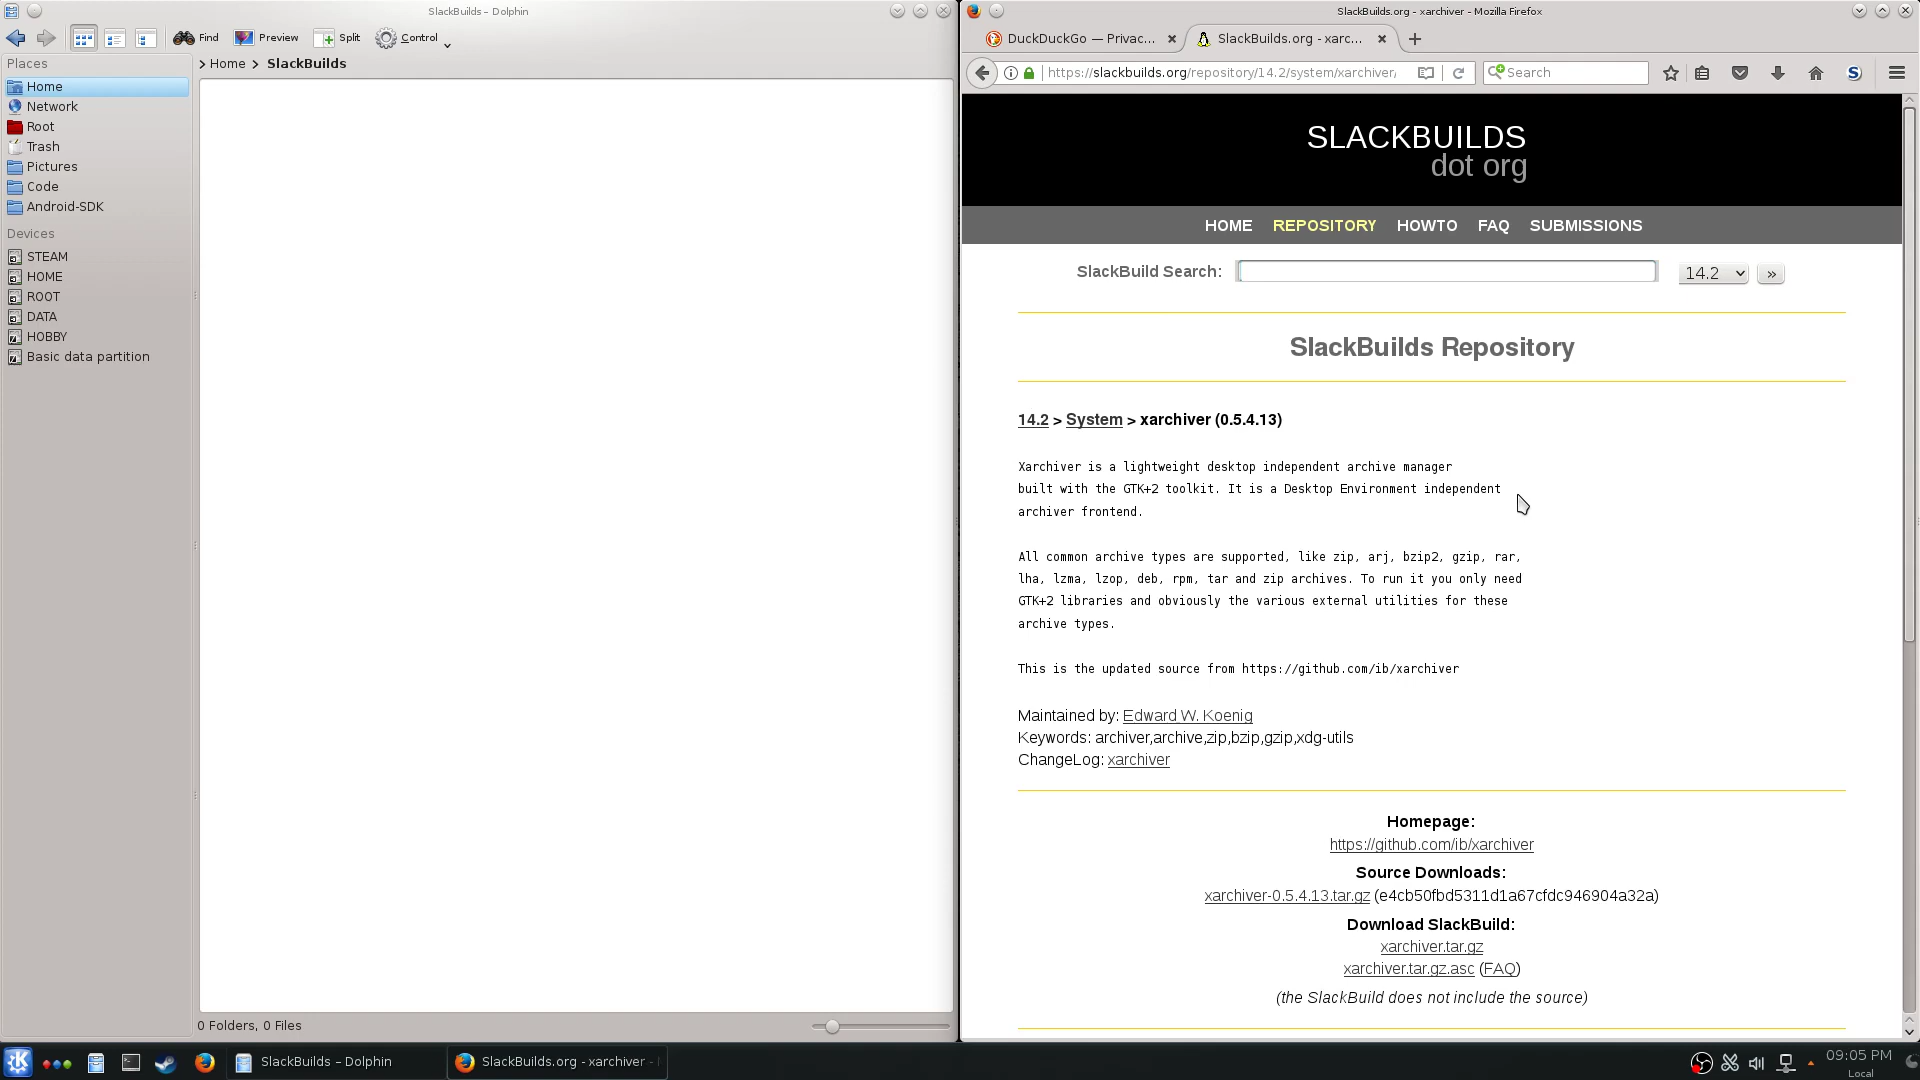 SlackBuilds – Dolphin
Find
Preview
Split
Control
Places
Home
Network
Root
Trash
Pictures
Code
Android-SDK
Devices
STEAM
HOME
ROOT
DATA
HOBBY
Basic data partition
Home
SlackBuilds
0 Folders, 0 Files
SlackBuilds.org - xarchiver - Mozilla Firefox
DuckDuckGo — Privac...
SlackBuilds.org - xarc...
https://slackbuilds.org/repository/14.2/system/xarchiver/
Search
SLACKBUILDS
dot org
HOME REPOSITORY HOWTO FAQ SUBMISSIONS
SlackBuild Search:
14.2
»
SlackBuilds Repository
14.2 > System > xarchiver (0.5.4.13)
Xarchiver is a lightweight desktop independent archive manager
built with the GTK+2 toolkit. It is a Desktop Environment independent
archiver frontend.
All common archive types are supported, like zip, arj, bzip2, gzip, rar,
lha, lzma, lzop, deb, rpm, tar and zip archives. To run it you only need
GTK+2 libraries and obviously the various external utilities for these
archive types.
This is the updated source from https://github.com/ib/xarchiver
Maintained by: Edward W. Koenig
Keywords: archiver,archive,zip,bzip,gzip,xdg-utils
ChangeLog: xarchiver
Homepage:
https://github.com/ib/xarchiver
Source Downloads:
xarchiver-0.5.4.13.tar.gz (e4cb50fbd5311d1a67cfdc946904a32a)
Download SlackBuild:
xarchiver.tar.gz
xarchiver.tar.gz.asc (FAQ)
(the SlackBuild does not include the source)
SlackBuilds – Dolphin
SlackBuilds.org - xarchiver -
09:05 PM
Local